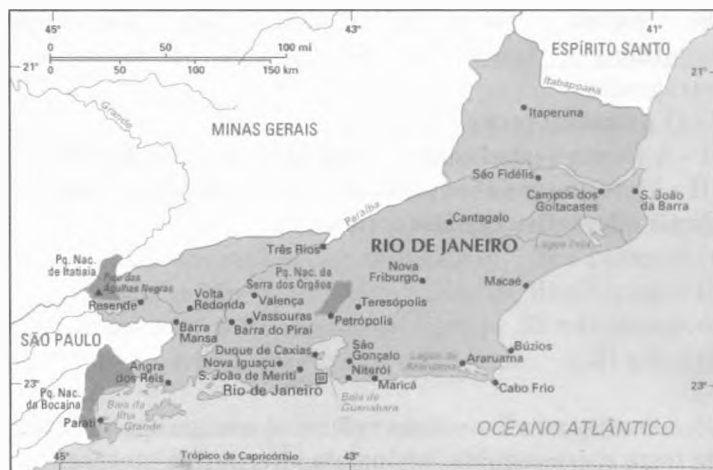 45°
43°
41°
50
0
50
100 mi
0
50
100
150 km
ESPÍRITO SANTO
21°
21°
Itabapoana
Grande
Itaperuna
MINAS GERAIS
São Fidélis
Campos dos
Goitacases
S. João
da Barra
Paraíba
Cantagalo
Três Rios
RIO DE JANEIRO
Lagoa Feia
Pq. Nac.
de Itatiaia
Pico das
Agulhas Negras
Pq. Nac. da
Serra dos Órgãos
Nova
Friburgo
Macaé
Resende
Volta
Redonda
Valença
Teresópolis
Vassouras
Petrópolis
SÃO PAULO
Barra
Mansa
Barra do Piraí
Duque de Caxias
São
Gonçalo
Lagoa de
Araruama
Araruama
Búzios
Angra
dos Reis
Nova Iguaçu
S. João de Meriti
Niterói
23°
23°
Pq. Nac.
da Bocaina
Rio de Janeiro
Maricá
Cabo Frio
Baía da
Ilha
Grande
Baía de
Guanabara
Parati
OCEANO ATLÂNTICO
Trópico de Capricórnio
45°
43°
41°